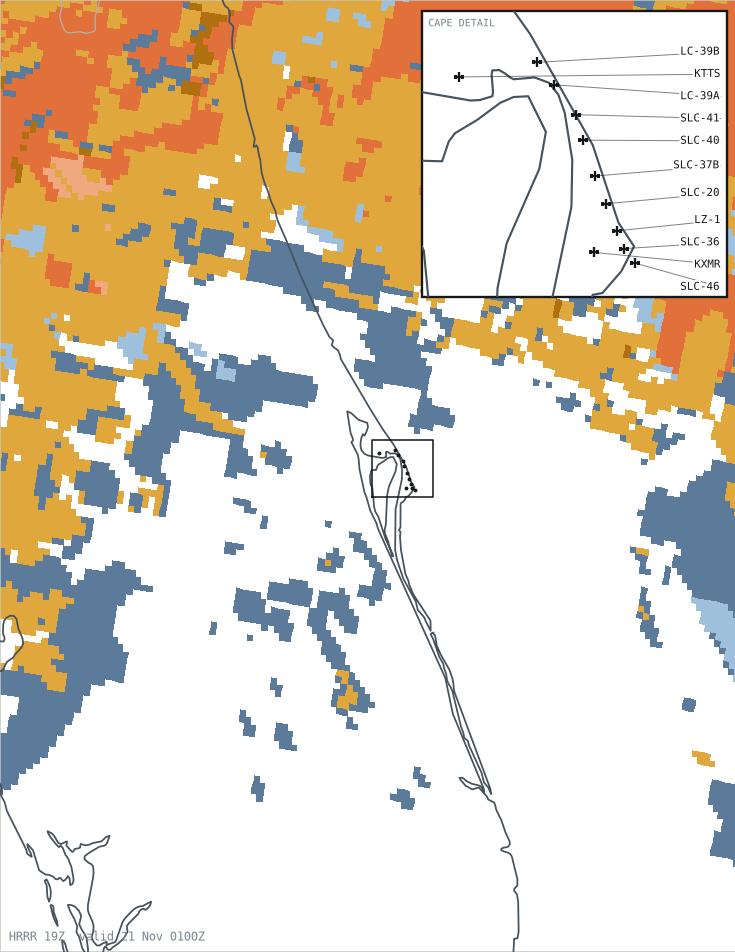 CAPE DETAIL
LC-39B
KTTS
LC-39A
SLC-41
SLC-40
SLC-37B
SLC-20
LZ-1
SLC-36
KXMR
SLC-46
HRRR 19Z valid 21 Nov 0100Z